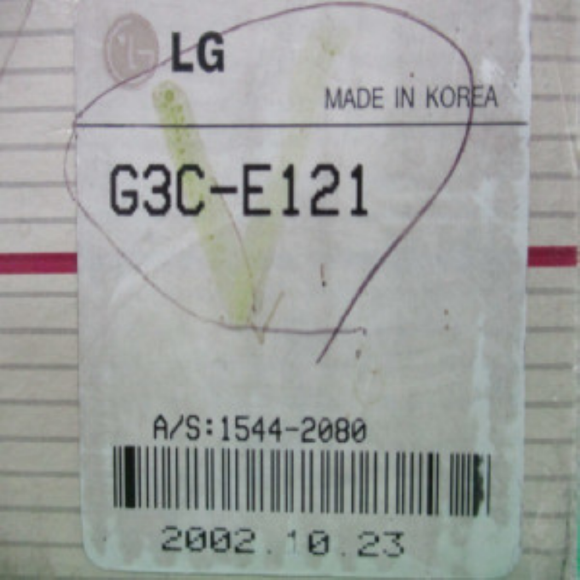 LG
MADE IN KOREA
G3C-E121
A/S:1544-2080
2002.10.23